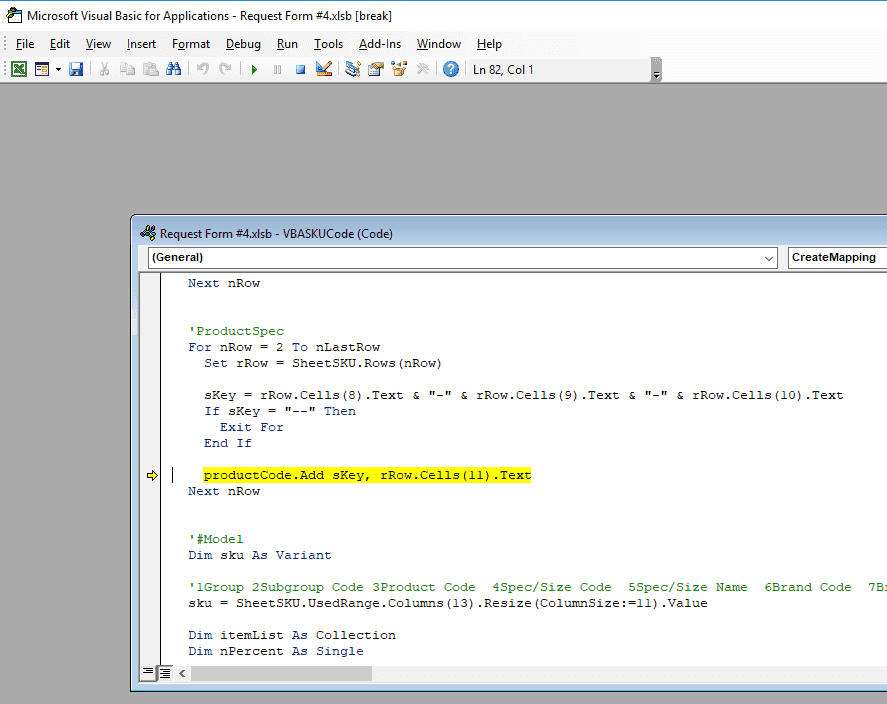 Microsoft Visual Basic for Applications - Request Form #4.xlsb [break]
File Edit View Insert Format Debug Run Tools Add-Ins Window Help
Ln 82, Col 1
Request Form #4.xlsb - VBASKUCode (Code)
(General) CreateMapping
Next nRow
'ProductSpec
For nRow = 2 To nLastRow
Set rRow = SheetSKU.Rows(nRow)
sKey = rRow.Cells(8).Text & "-" & rRow.Cells(9).Text & "-" & rRow.Cells(10).Text
If sKey = "--" Then
Exit For
End If
productCode.Add sKey, rRow.Cells(11).Text
Next nRow
'#Model
Dim sku As Variant
'1Group 2Subgroup Code 3Product Code 4Spec/Size Code 5Spec/Size Name 6Brand Code 7B
sku = SheetSKU.UsedRange.Columns(13).Resize(ColumnSize:=11).Value
Dim itemList As Collection
Dim nPercent As Single